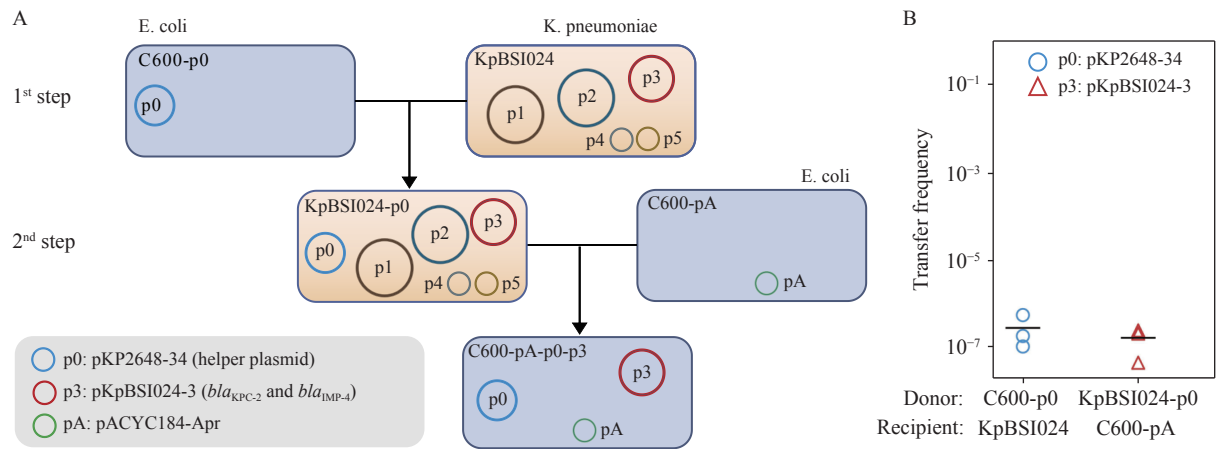 A
E. coli
K. pneumoniae
1st step
C600-p0
p0
KpBSI024
p1
p2
p3
p4
p5
2nd step
KpBSI024-p0
p0
p1
p2
p3
p4
p5
E. coli
C600-pA
pA
C600-pA-p0-p3
p0
p3
pA
p0: pKP2648-34 (helper plasmid)
p3: pKpBSI024-3 (blaKPC-2 and blaIMP-4)
pA: pACYC184-Apr
B
p0: pKP2648-34
p3: pKpBSI024-3
Transfer frequency
10−1
10−3
10−5
10−7
Donor: C600-p0 KpBSI024-p0
Recipient: KpBSI024 C600-pA